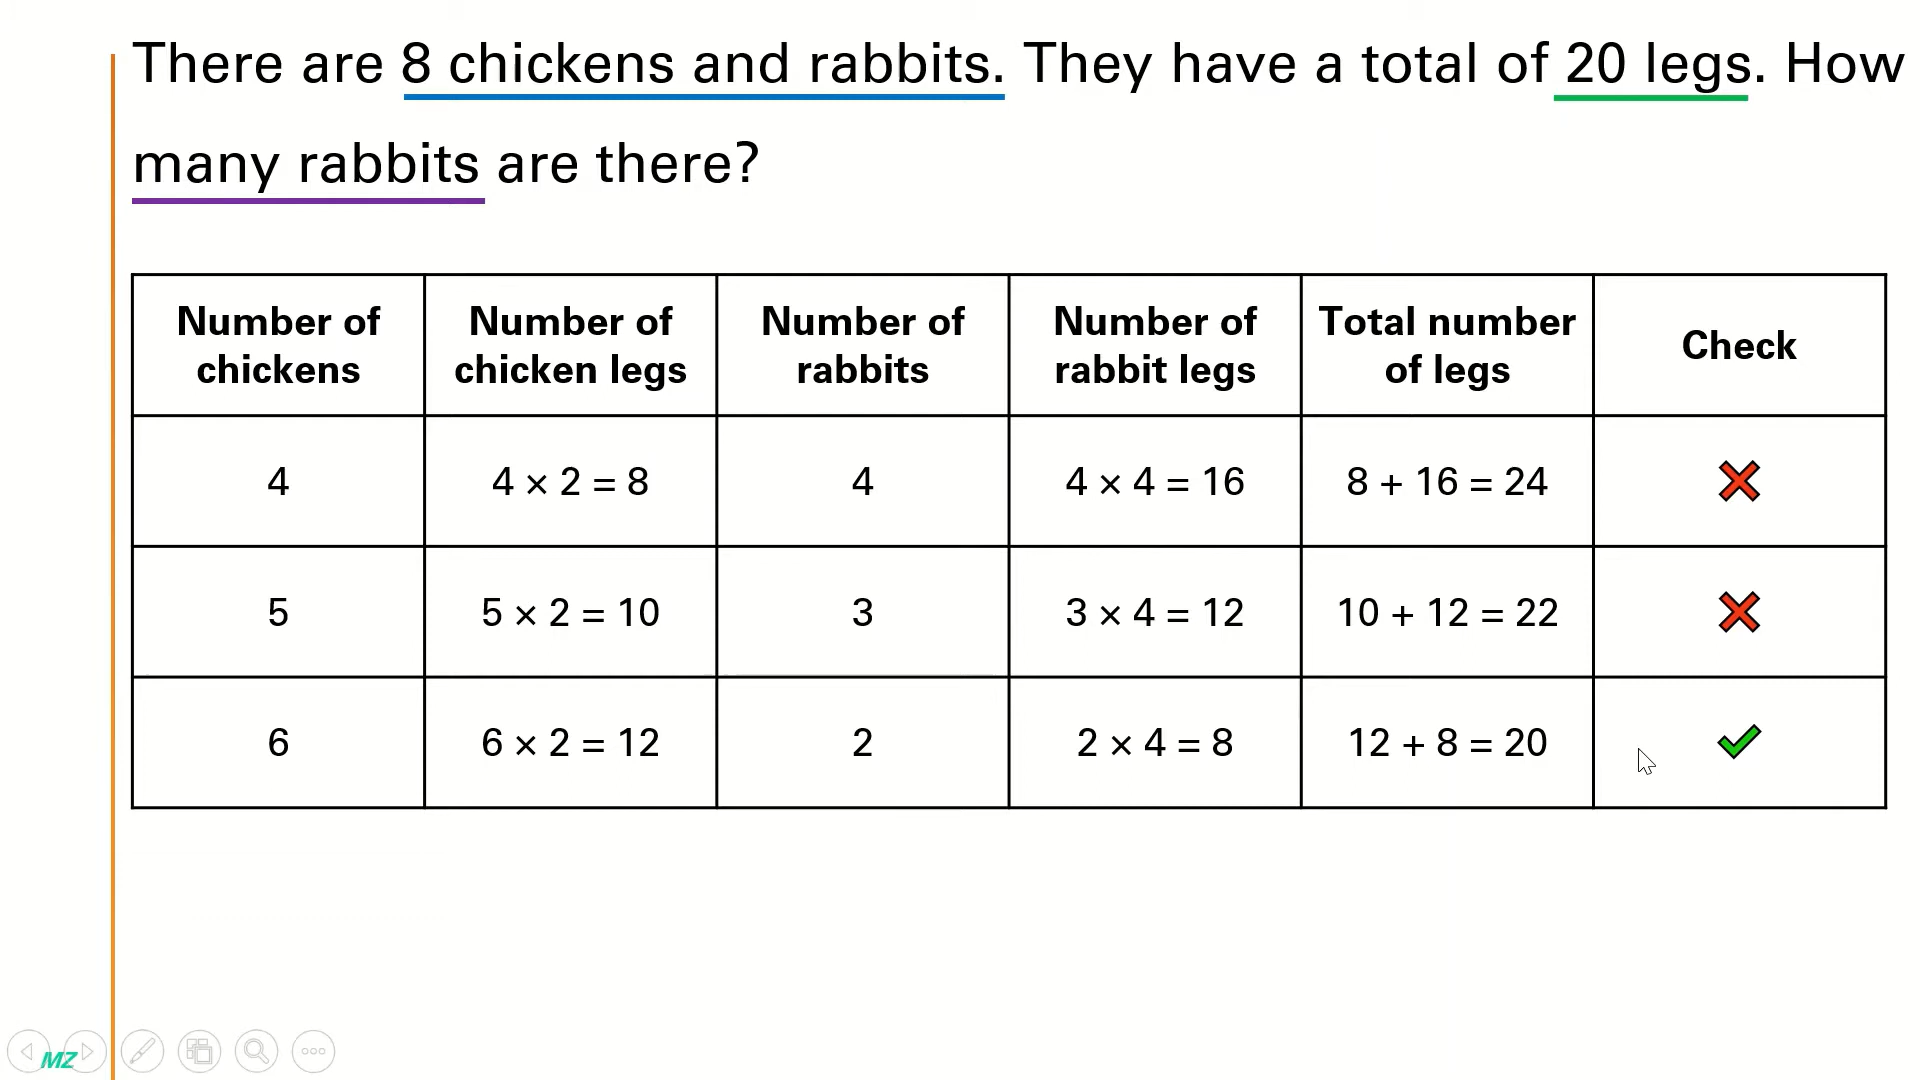 There are 8 chickens and rabbits. They have a total of 20 legs. How
many rabbits are there?
Number of chickens Number of chicken legs Number of rabbits Number of rabbit legs Total number of legs Check
4 4 × 2 = 8 4 4 × 4 = 16 8 + 16 = 24
5 5 × 2 = 10 3 3 × 4 = 12 10 + 12 = 22
6 6 × 2 = 12 2 2 × 4 = 8 12 + 8 = 20
MZ